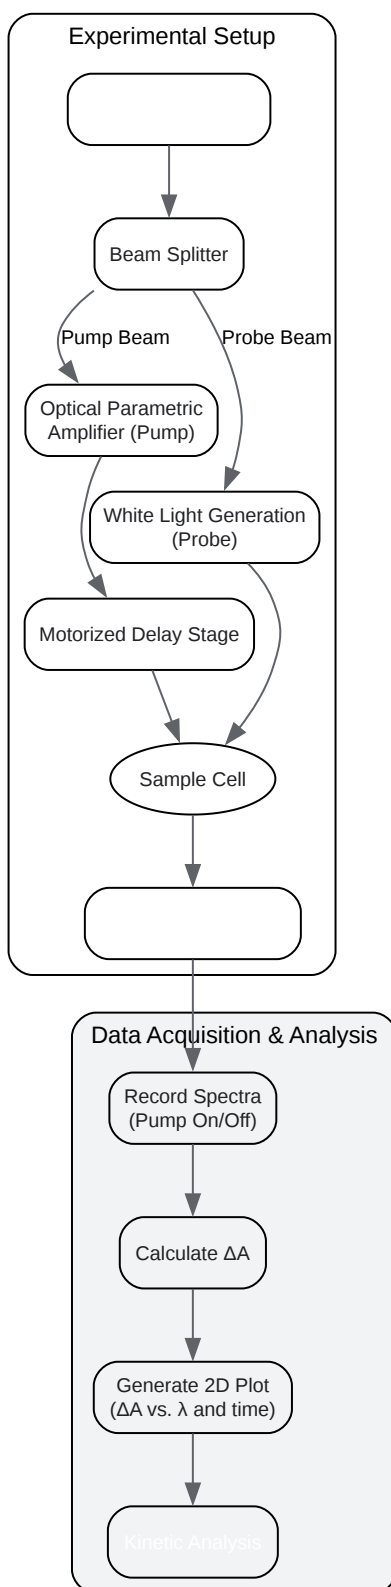 Experimental Setup
Beam Splitter
Pump Beam
Probe Beam
Optical Parametric
Amplifier (Pump)
White Light Generation
(Probe)
Motorized Delay Stage
Sample Cell
Data Acquisition & Analysis
Record Spectra
(Pump On/Off)
Calculate ΔA
Generate 2D Plot
(ΔA vs. λ and time)
Kinetic Analysis